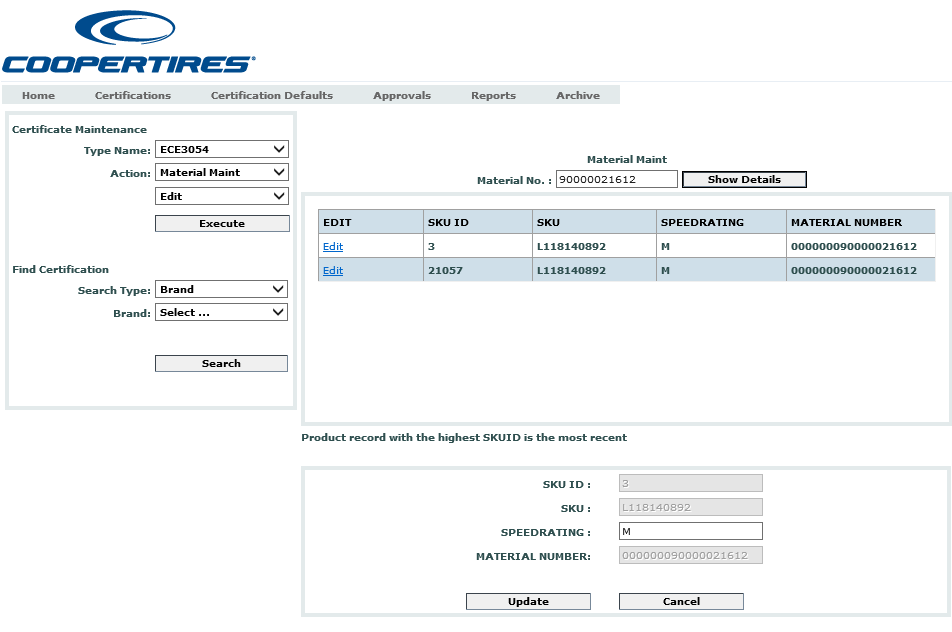 COOPERTIRES®
Home Certifications Certification Defaults Approvals Reports Archive
Certificate Maintenance
Type Name: ECE3054
Action: Material Maint
Edit
Execute
Find Certification
Search Type: Brand
Brand: Select ...
Search
Material Maint
Material No. : 90000021612 Show Details
EDIT SKU ID SKU SPEEDRATING MATERIAL NUMBER
Edit 3 L118140892 M 000000090000021612
Edit 21057 L118140892 M 000000090000021612
Product record with the highest SKUID is the most recent
SKU ID : 3
SKU : L118140892
SPEEDRATING : M
MATERIAL NUMBER: 000000090000021612
Update Cancel